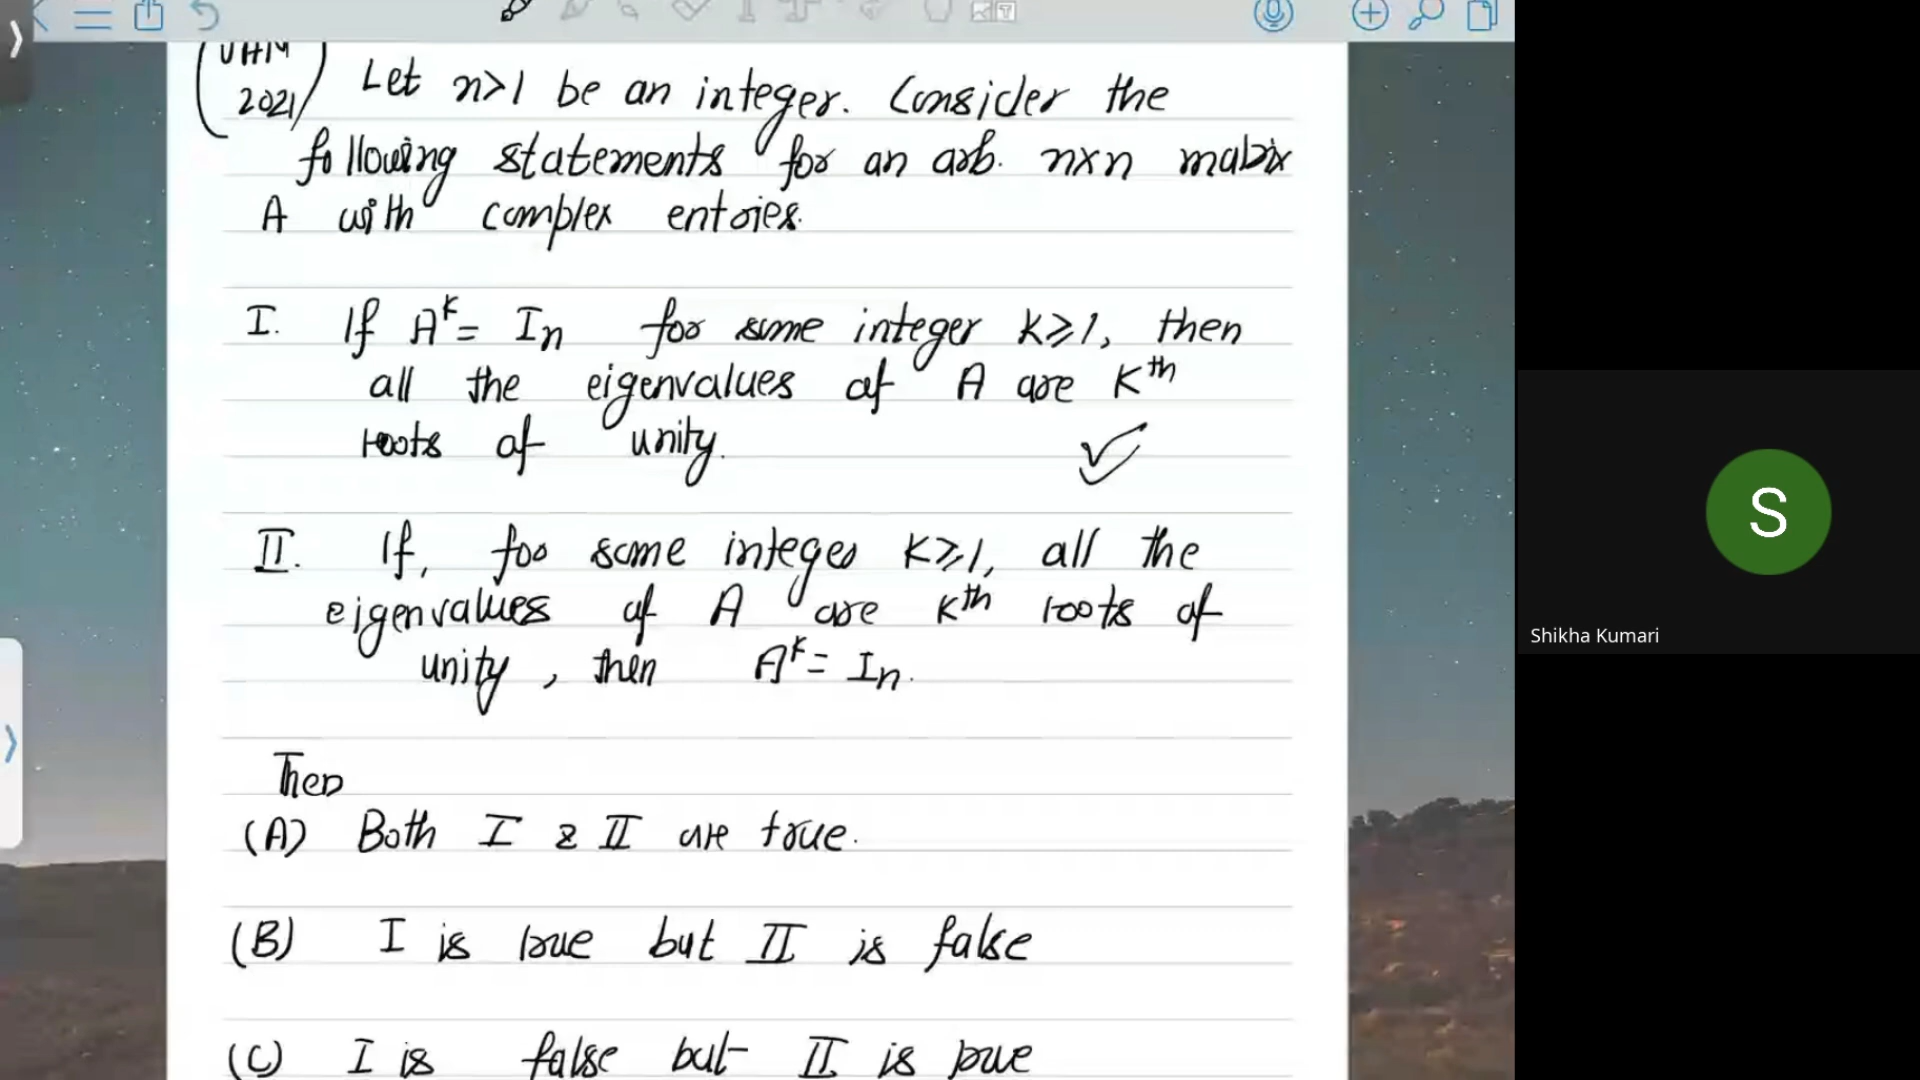 (JAM
2021) Let n>1 be an integer. Consider the
following statements for an arb. n×n matrix
A with complex entries.
I. If A^K = In for some integer K≥1, then
all the eigenvalues of A are K^th
roots of unity.
II. If, for some integer K≥1, all the
eigenvalues of A are K^th roots of
unity, then A^K = In.
Then
(A) Both I & II are true.
(B) I is true but II is false
(C) I is false but II is true
S
Shikha Kumari